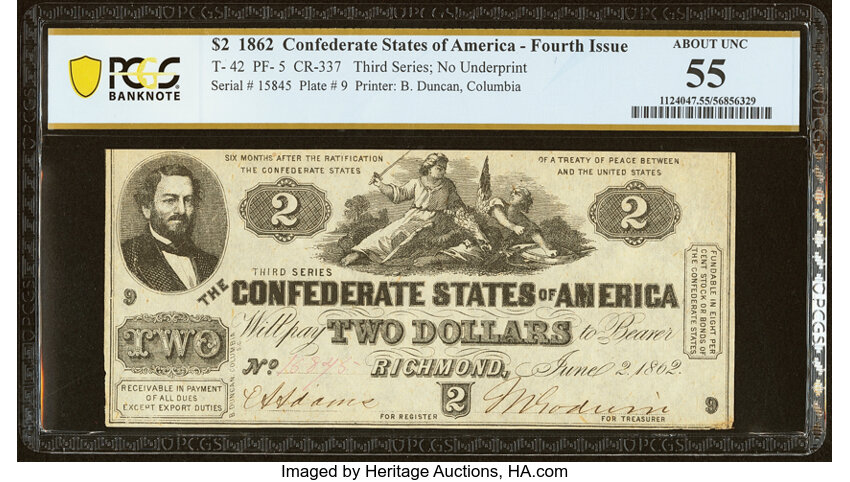 PCGS
BANKNOTE
$2 1862 Confederate States of America - Fourth Issue
T- 42 PF- 5 CR-337 Third Series; No Underprint
Serial # 15845 Plate # 9 Printer: B. Duncan, Columbia
ABOUT UNC
55
1124047.55/56856329
SIX MONTHS AFTER THE RATIFICATION
OF A TREATY OF PEACE BETWEEN
THE CONFEDERATE STATES
AND THE UNITED STATES
2
2
THIRD SERIES
9
THE CONFEDERATE STATES OF AMERICA
FUNDABLE IN EIGHT PER
CENT STOCK OR BONDS OF
THE CONFEDERATE STATES
TWO
Will pay TWO DOLLARS to Bearer
B. DUNCAN COLUMBIA S.C.
No. 15845
RICHMOND, June 2, 1862.
RECEIVABLE IN PAYMENT
OF ALL DUES
EXCEPT EXPORT DUTIES
2
FOR REGISTER
FOR TREASURER
9
PCGS
Imaged by Heritage Auctions, HA.com